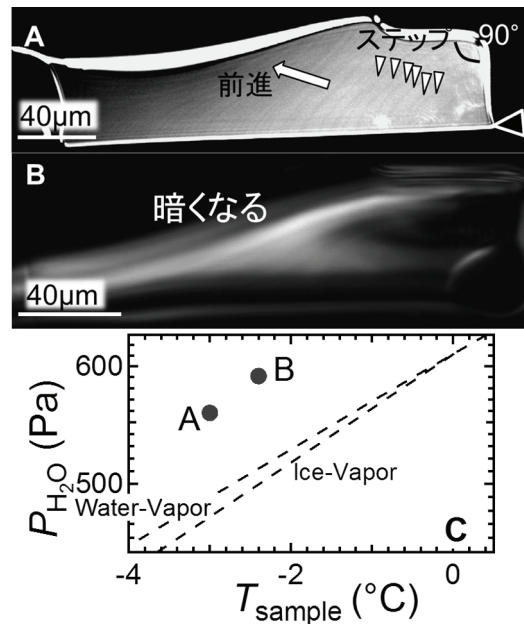 A
ステップ
90°
前進
40μm
B
暗くなる
40μm
600
500
P_H₂O (Pa)
A
B
Water-Vapor
Ice-Vapor
C
-4
-2
0
T_sample (°C)